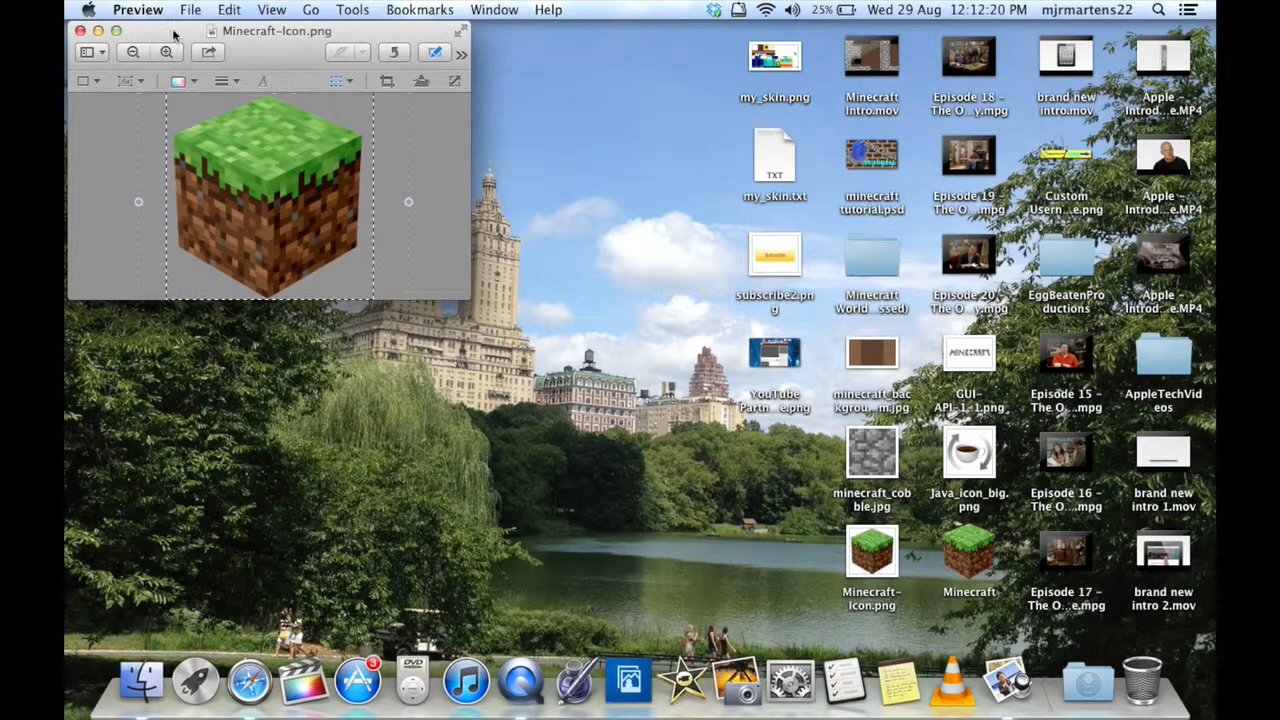 Preview File Edit View Go Tools Bookmarks Window Help 25% Wed 29 Aug 12:12:20 PM mjrmartens22
Minecraft-Icon.png
my_skin.png
Minecraft
Intro.mov
Episode 18 -
The O...y.mpg
brand new
intro.mov
Apple -
Introd...e.MP4
TXT
my_skin.txt
minecraft
tutorial.psd
Episode 19 -
The O...y.mpg
Custom
Usern...e.png
Apple -
Introd...e.MP4
Subscribe
subscribe2.pn
g
Minecraft
World ...ssed)
Episode 20 -
The O...y.mpg
EggBeatenPro
ductions
Apple -
Introd...e.MP4
MINECRAFT
YouTube
Partn...e.png
minecraft_bac
kgrou...m.jpg
GUI-
API-1-1.png
Episode 15 -
The O...y.mpg
AppleTechVid
eos
minecraft_cob
ble.jpg
Java_icon_big.
png
Episode 16 -
The O...y.mpg
brand new
intro 1.mov
Minecraft-
Icon.png
Minecraft
Episode 17 -
The O...e.mpg
brand new
intro 2.mov
3
DVD